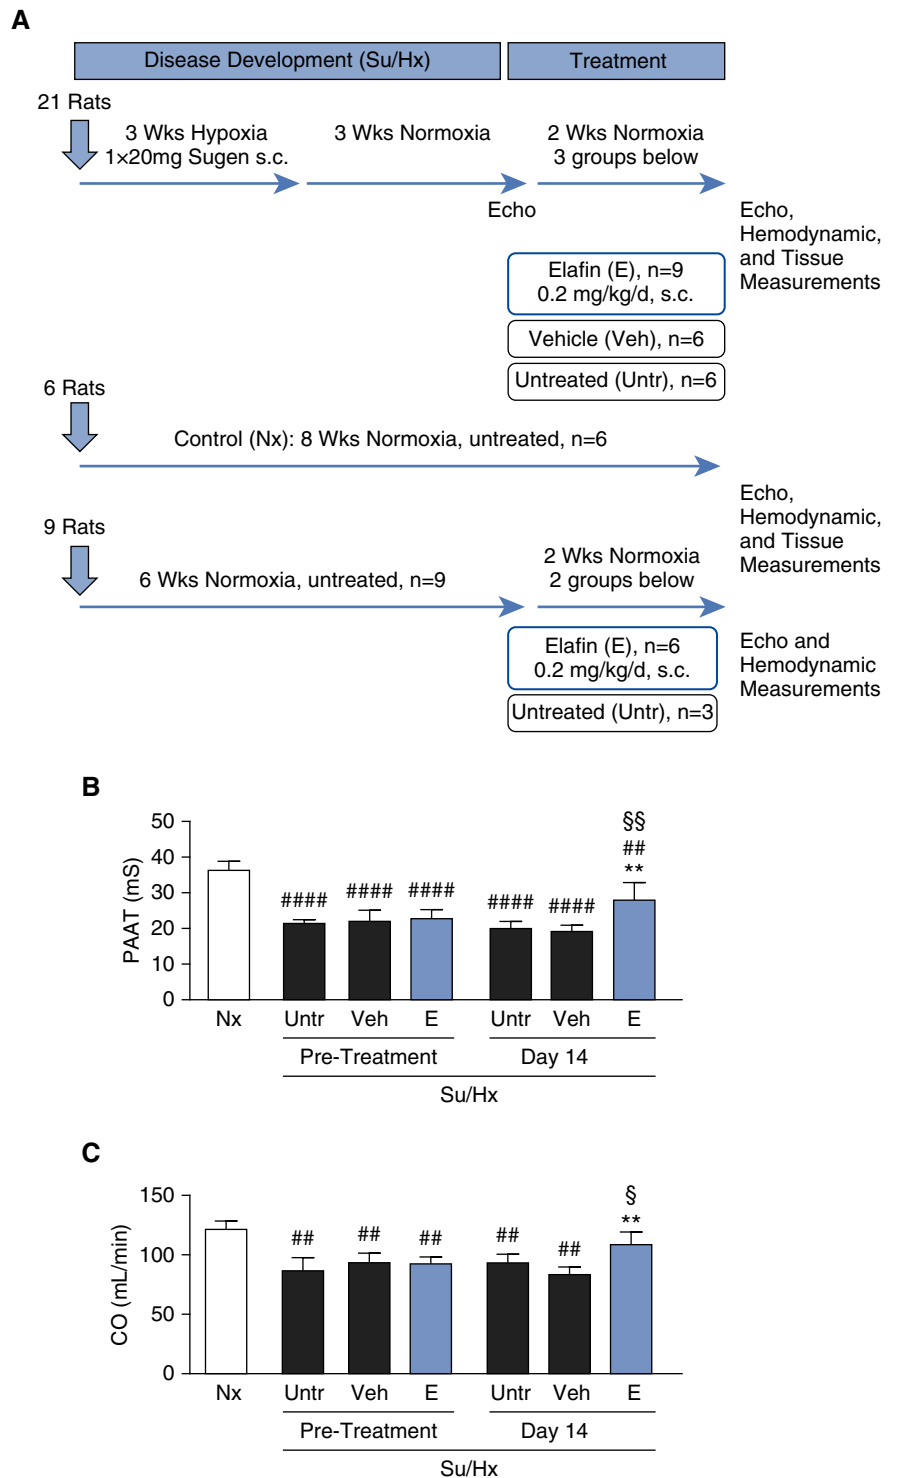 A
Disease Development (Su/Hx)
Treatment
21 Rats
3 Wks Hypoxia
1×20mg Sugen s.c.
3 Wks Normoxia
2 Wks Normoxia
3 groups below
Echo
Echo,
Hemodynamic,
and Tissue
Measurements
Elafin (E), n=9
0.2 mg/kg/d, s.c.
Vehicle (Veh), n=6
Untreated (Untr), n=6
6 Rats
Control (Nx): 8 Wks Normoxia, untreated, n=6
Echo,
Hemodynamic,
and Tissue
Measurements
9 Rats
6 Wks Normoxia, untreated, n=9
2 Wks Normoxia
2 groups below
Elafin (E), n=6
0.2 mg/kg/d, s.c.
Untreated (Untr), n=3
Echo and
Hemodynamic
Measurements
B
PAAT (mS)
50
40
30
20
10
0
####
####
####
####
####
§§
##
**
Nx
Untr
Veh
E
Untr
Veh
E
Pre-Treatment
Day 14
Su/Hx
C
CO (mL/min)
150
100
50
0
##
##
##
##
##
§
**
Nx
Untr
Veh
E
Untr
Veh
E
Pre-Treatment
Day 14
Su/Hx